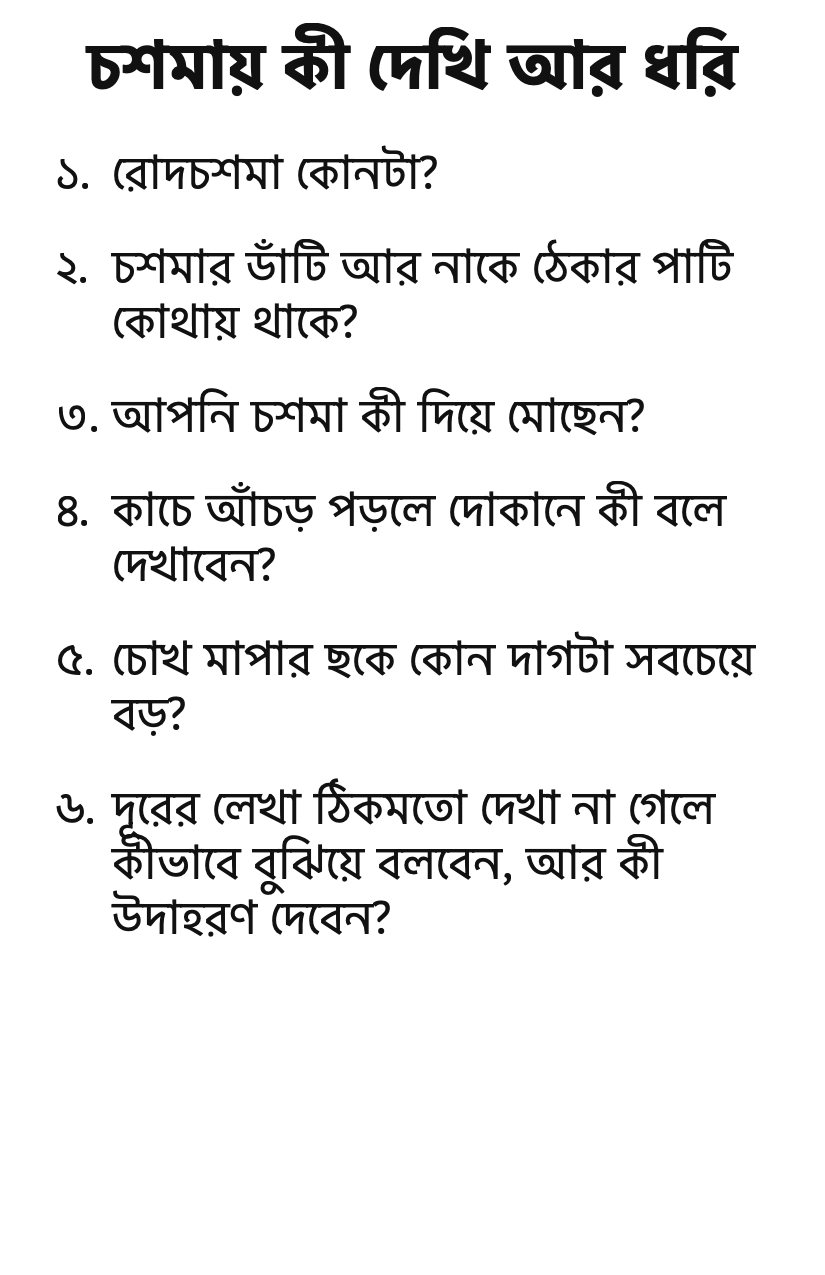 চশমায় কী দেখি আর ধরি
১. রোদচশমা কোনটা?
২. চশমার ডাঁটি আর নাকে ঠেকার পাটি
কোথায় থাকে?
৩. আপনি চশমা কী দিয়ে মোছেন?
৪. কাচে আঁচড় পড়লে দোকানে কী বলে
দেখাবেন?
৫. চোখ মাপার ছকে কোন দাগটা সবচেয়ে
বড়?
৬. দূরের লেখা ঠিকমতো দেখা না গেলে
কীভাবে বুঝিয়ে বলবেন, আর কী
উদাহরণ দেবেন?